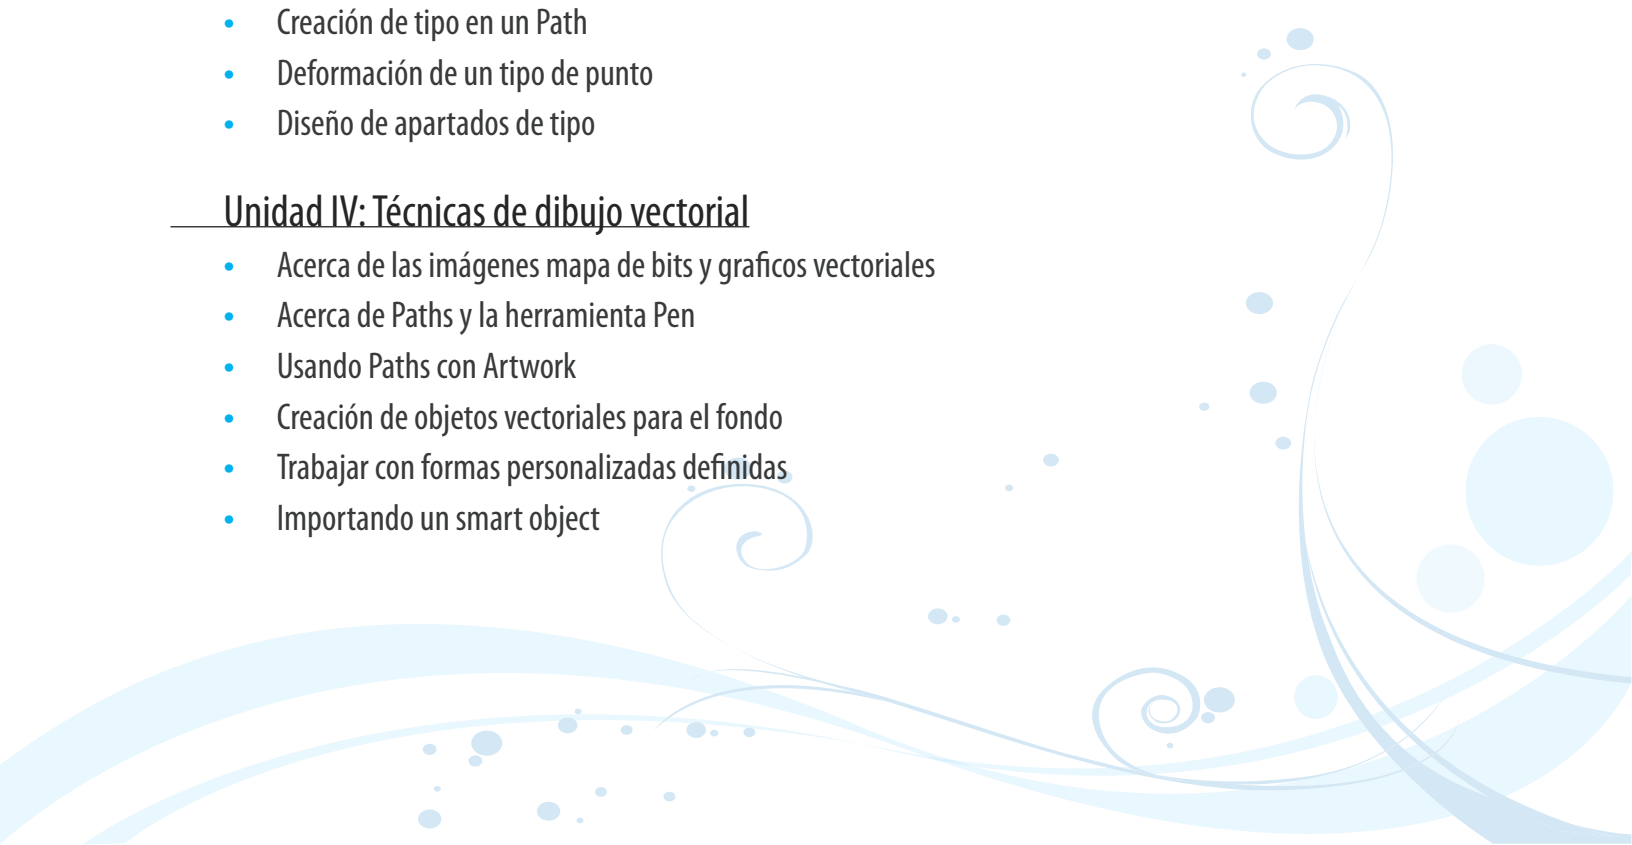 • Creación de tipo en un Path
• Deformación de un tipo de punto
• Diseño de apartados de tipo
Unidad IV: Técnicas de dibujo vectorial
• Acerca de las imágenes mapa de bits y graficos vectoriales
• Acerca de Paths y la herramienta Pen
• Usando Paths con Artwork
• Creación de objetos vectoriales para el fondo
• Trabajar con formas personalizadas definidas
• Importando un smart object